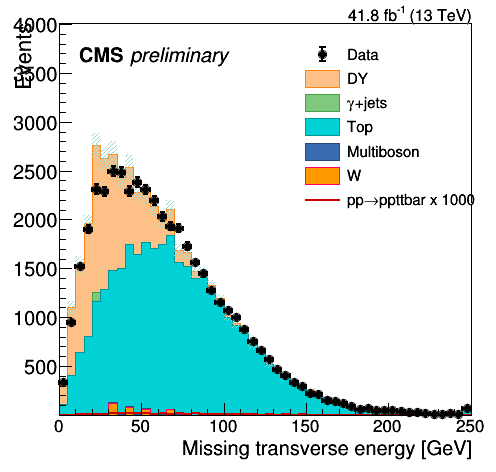 41.8 fb⁻¹ (13 TeV)
Events
CMS preliminary
Data
DY
γ+jets
Top
Multiboson
W
pp→ppttbar x 1000
4000
3500
3000
2500
2000
1500
1000
500
0 50 100 150 200 250
Missing transverse energy [GeV]